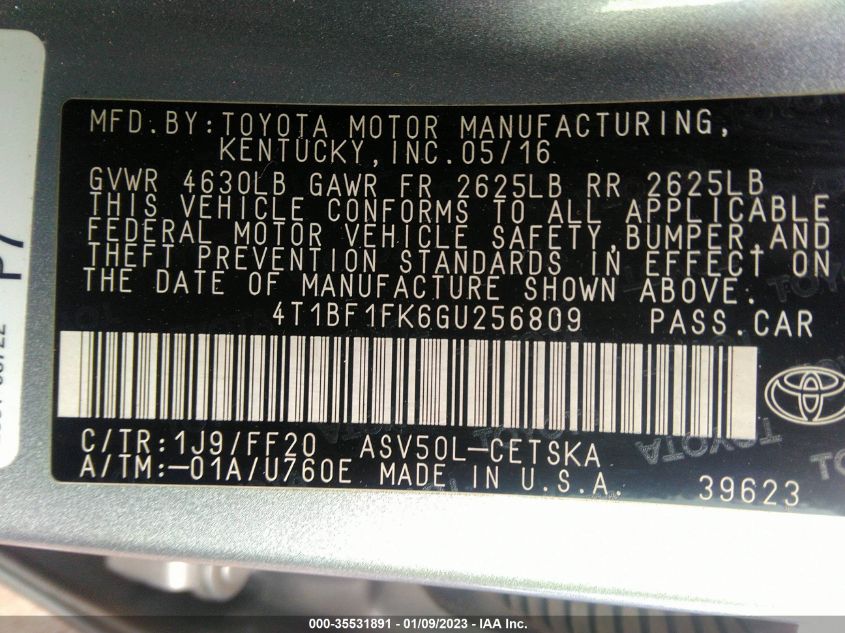 MFD.BY:TOYOTA MOTOR MANUFACTURING,
KENTUCKY,INC.05/16
GVWR 4630LB GAWR FR 2625LB RR 2625LB
THIS VEHICLE CONFORMS TO ALL APPLICABLE
FEDERAL MOTOR VEHICLE SAFETY,BUMPER,AND
THEFT PREVENTION STANDARDS IN EFFECT ON
THE DATE OF MANUFACTURE SHOWN ABOVE.
4T1BF1FK6GU256809 PASS.CAR
C/TR:1J9/FF20 ASV50L-CETSKA
A/TM:-01A/U760E MADE IN U.S.A.
39623
P7
000-35531891 - 01/09/2023 - IAA Inc.